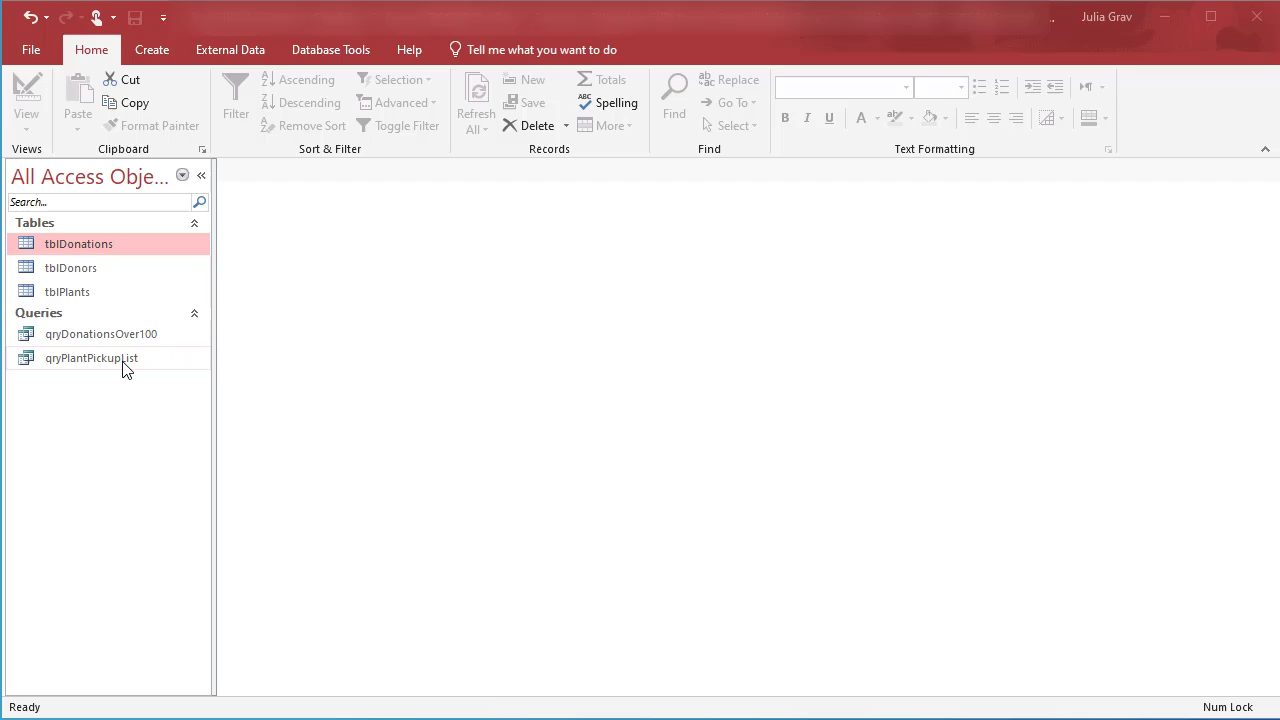 Julia Grav
File Home Create External Data Database Tools Help Tell me what you want to do
View
Paste
Cut
Copy
Format Painter
Filter
Ascending
Descending
Selection
Advanced
Toggle Filter
Refresh All
New
Save
Delete
Totals
Spelling
More
Find
Replace
Go To
Select
B I U A
Views Clipboard Sort & Filter Records Find Text Formatting
All Access Obje...
Search...
Tables
tblDonations
tblDonors
tblPlants
Queries
qryDonationsOver100
qryPlantPickupList
Ready Num Lock